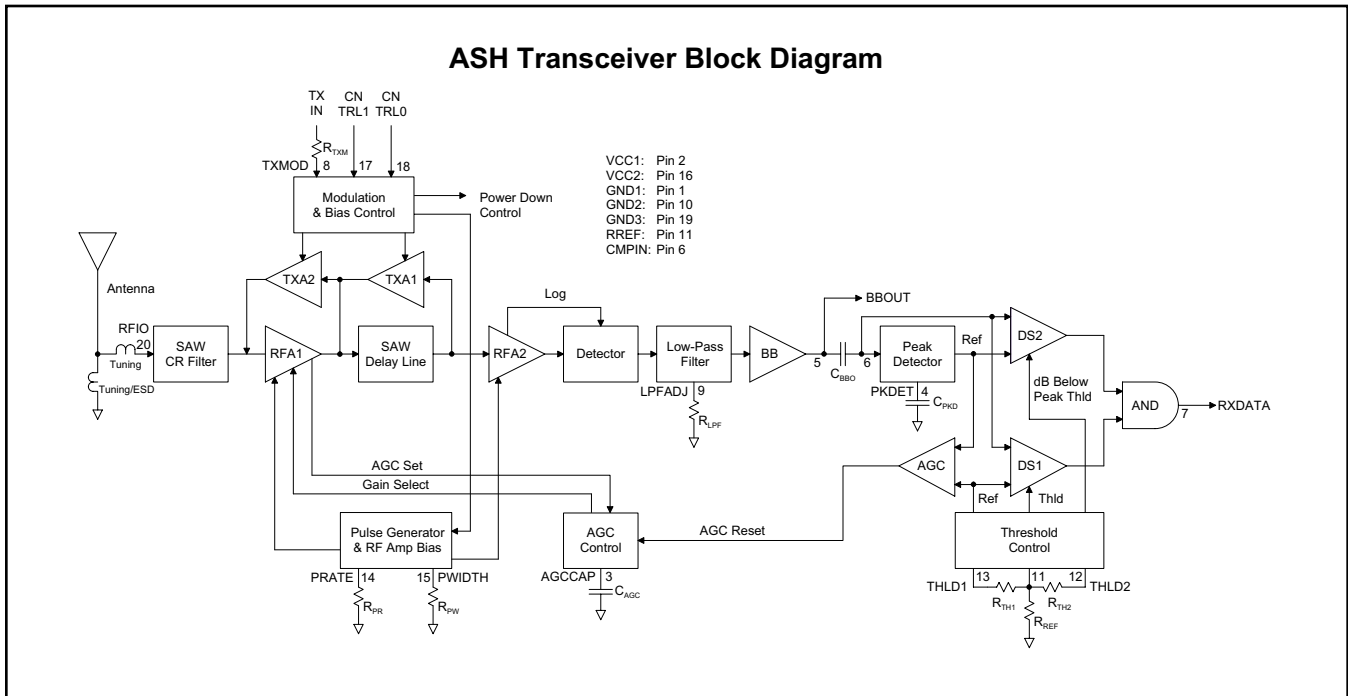 ASH Transceiver Block Diagram
TX IN
CN TRL1
CN TRL0
RTXM
TXMOD 8
17
18
VCC1: Pin 2
VCC2: Pin 16
GND1: Pin 1
GND2: Pin 10
GND3: Pin 19
RREF: Pin 11
CMPIN: Pin 6
Modulation
& Bias Control
Power Down
Control
TXA2
TXA1
Antenna
Log
BBOUT
RFIO
20
Tuning
Tuning/ESD
SAW
CR Filter
RFA1
SAW
Delay Line
RFA2
Detector
Low-Pass
Filter
BB
5
CBBO
6
Peak
Detector
Ref
DS2
LPFADJ 9
RLPF
PKDET 4
CPKD
dB Below
Peak Thld
AND
7
RXDATA
AGC Set
Gain Select
AGC
DS1
Ref
Thld
Pulse Generator
& RF Amp Bias
AGC
Control
AGC Reset
Threshold
Control
PRATE 14
15 PWIDTH
RPR
RPW
AGCCAP 3
CAGC
THLD1 13
11
12 THLD2
RTH1
RTH2
RREF